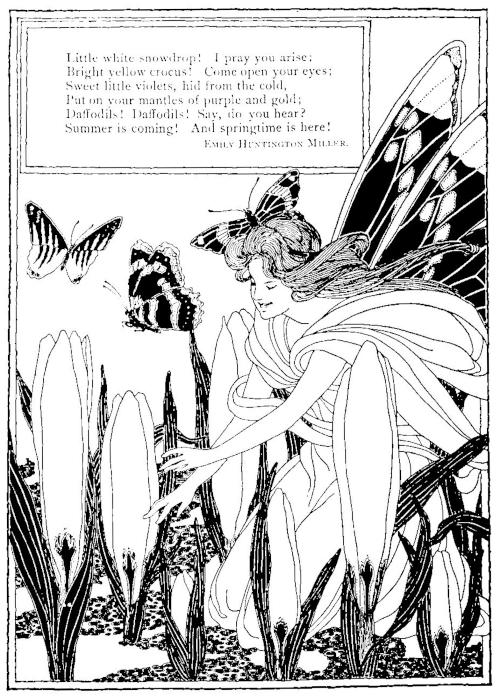 Little white snowdrop! I pray you arise;
Bright yellow crocus! Come open your eyes;
Sweet little violets, hid from the cold,
Put on your mantles of purple and gold;
Daffodils! Daffodils! Say, do you hear?
Summer is coming! And springtime is here!
Emily Huntington Miller.